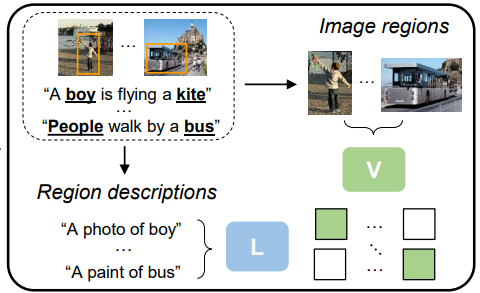 Image regions
...
...
“A boy is flying a kite”
...
“People walk by a bus”
V
Region descriptions
“A photo of boy”
...
“A paint of bus”
L
...
...
...